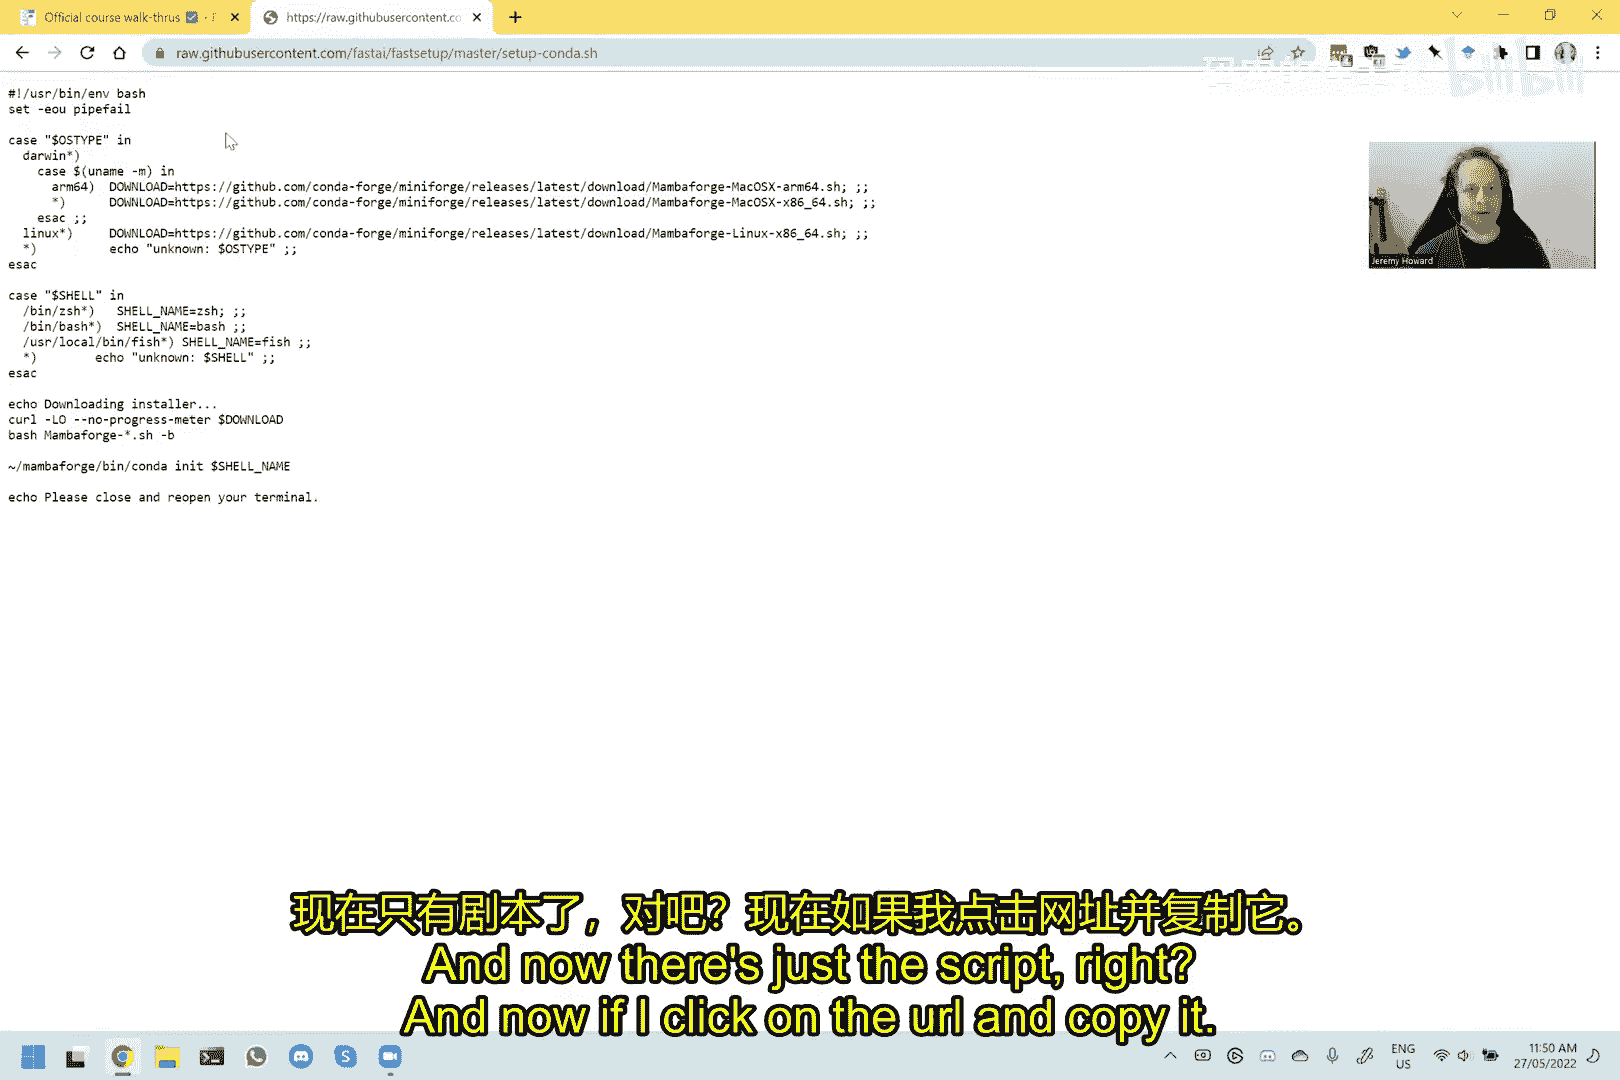 Official course walk-thrus
https://raw.githubusercontent.co
raw.githubusercontent.com/fastai/fastsetup/master/setup-conda.sh
bilibili
#!/usr/bin/env bash
set -eou pipefail
case "$OSTYPE" in
  darwin*)
    case $(uname -m) in
      arm64)  DOWNLOAD=https://github.com/conda-forge/miniforge/releases/latest/download/Mambaforge-MacOSX-arm64.sh; ;;
      *)      DOWNLOAD=https://github.com/conda-forge/miniforge/releases/latest/download/Mambaforge-MacOSX-x86_64.sh; ;;
    esac ;;
  linux*)     DOWNLOAD=https://github.com/conda-forge/miniforge/releases/latest/download/Mambaforge-Linux-x86_64.sh; ;;
  *)          echo "unknown: $OSTYPE" ;;
esac
case "$SHELL" in
  /bin/zsh*)   SHELL_NAME=zsh; ;;
  /bin/bash*)  SHELL_NAME=bash ;;
  /usr/local/bin/fish*) SHELL_NAME=fish ;;
  *)        echo "unknown: $SHELL" ;;
esac
echo Downloading installer...
curl -LO --no-progress-meter $DOWNLOAD
bash Mambaforge-*.sh -b
~/mambaforge/bin/conda init $SHELL_NAME
echo Please close and reopen your terminal.
Jeremy Howard
现在只有剧本了，对吧？现在如果我点击网址并复制它。
And now there's just the script, right?
And now if I click on the url and copy it.
ENG
US
11:50 AM
27/05/2022